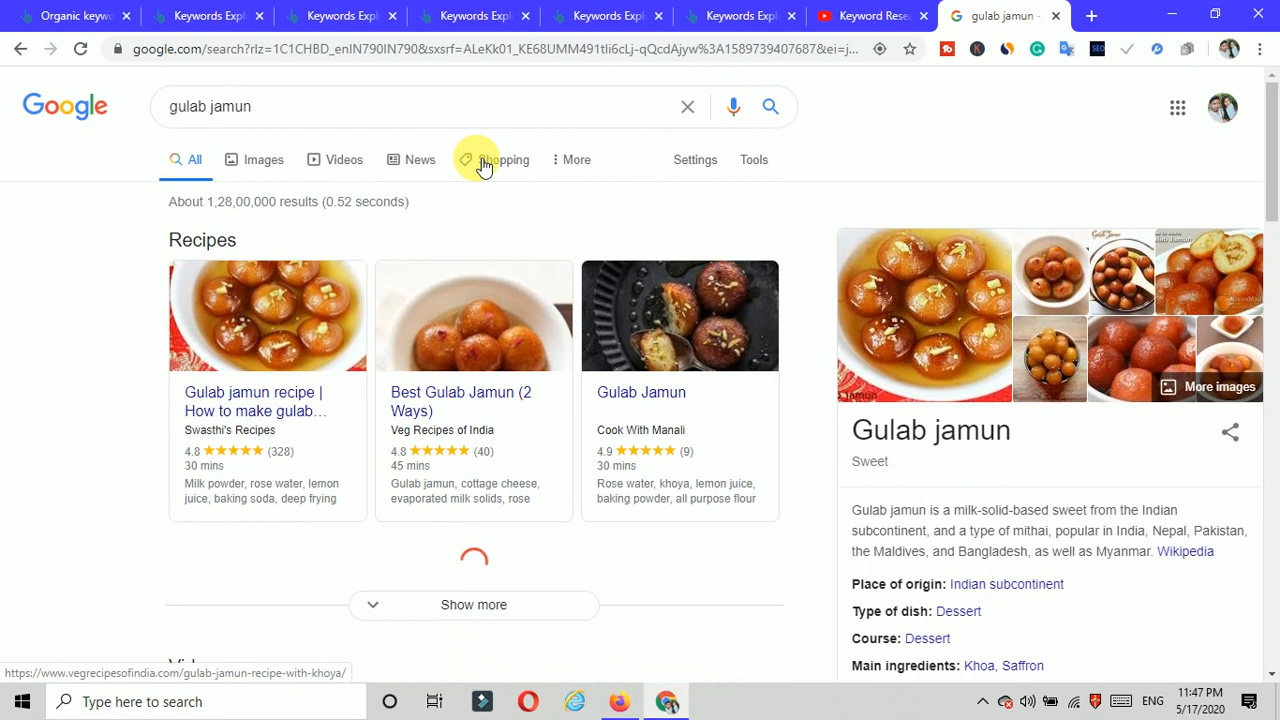 Organic keyw
Keywords Expl
Keywords Expl
Keywords Expl
Keywords Expl
Keywords Expl
Keyword Rese
gulab jamun -
google.com/search?rlz=1C1CHBD_enIN790IN790&sxsrf=ALeKk01_KE68UMM491tli6cLj-qQcdAjyw%3A1589739407687&ei=j...
Google
gulab jamun
All
Images
Videos
News
Shopping
More
Settings
Tools
About 1,28,00,000 results (0.52 seconds)
Recipes
Gulab jamun recipe |
How to make gulab…
Swasthi's Recipes
4.8 ★★★★★ (328)
30 mins
Milk powder, rose water, lemon
juice, baking soda, deep frying
Best Gulab Jamun (2
Ways)
Veg Recipes of India
4.8 ★★★★★ (40)
45 mins
Gulab jamun, cottage cheese,
evaporated milk solids, rose
Gulab Jamun
Cook With Manali
4.9 ★★★★★ (9)
30 mins
Rose water, khoya, lemon juice,
baking powder, all purpose flour
Show more
More images
Gulab jamun
Sweet
Gulab jamun is a milk-solid-based sweet from the Indian
subcontinent, and a type of mithai, popular in India, Nepal, Pakistan,
the Maldives, and Bangladesh, as well as Myanmar. Wikipedia
Place of origin: Indian subcontinent
Type of dish: Dessert
Course: Dessert
Main ingredients: Khoa, Saffron
https://www.vegrecipesofindia.com/gulab-jamun-recipe-with-khoya/
Type here to search
ENG
11:47 PM
5/17/2020